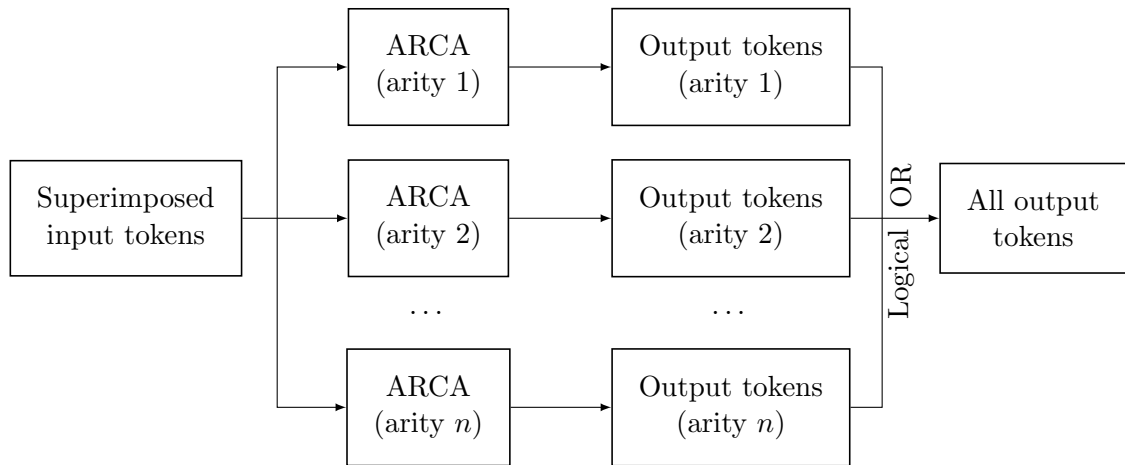 Superimposed
input tokens
ARCA
(arity 1)
Output tokens
(arity 1)
ARCA
(arity 2)
Output tokens
(arity 2)
...
...
ARCA
(arity n)
Output tokens
(arity n)
Logical OR
All output
tokens